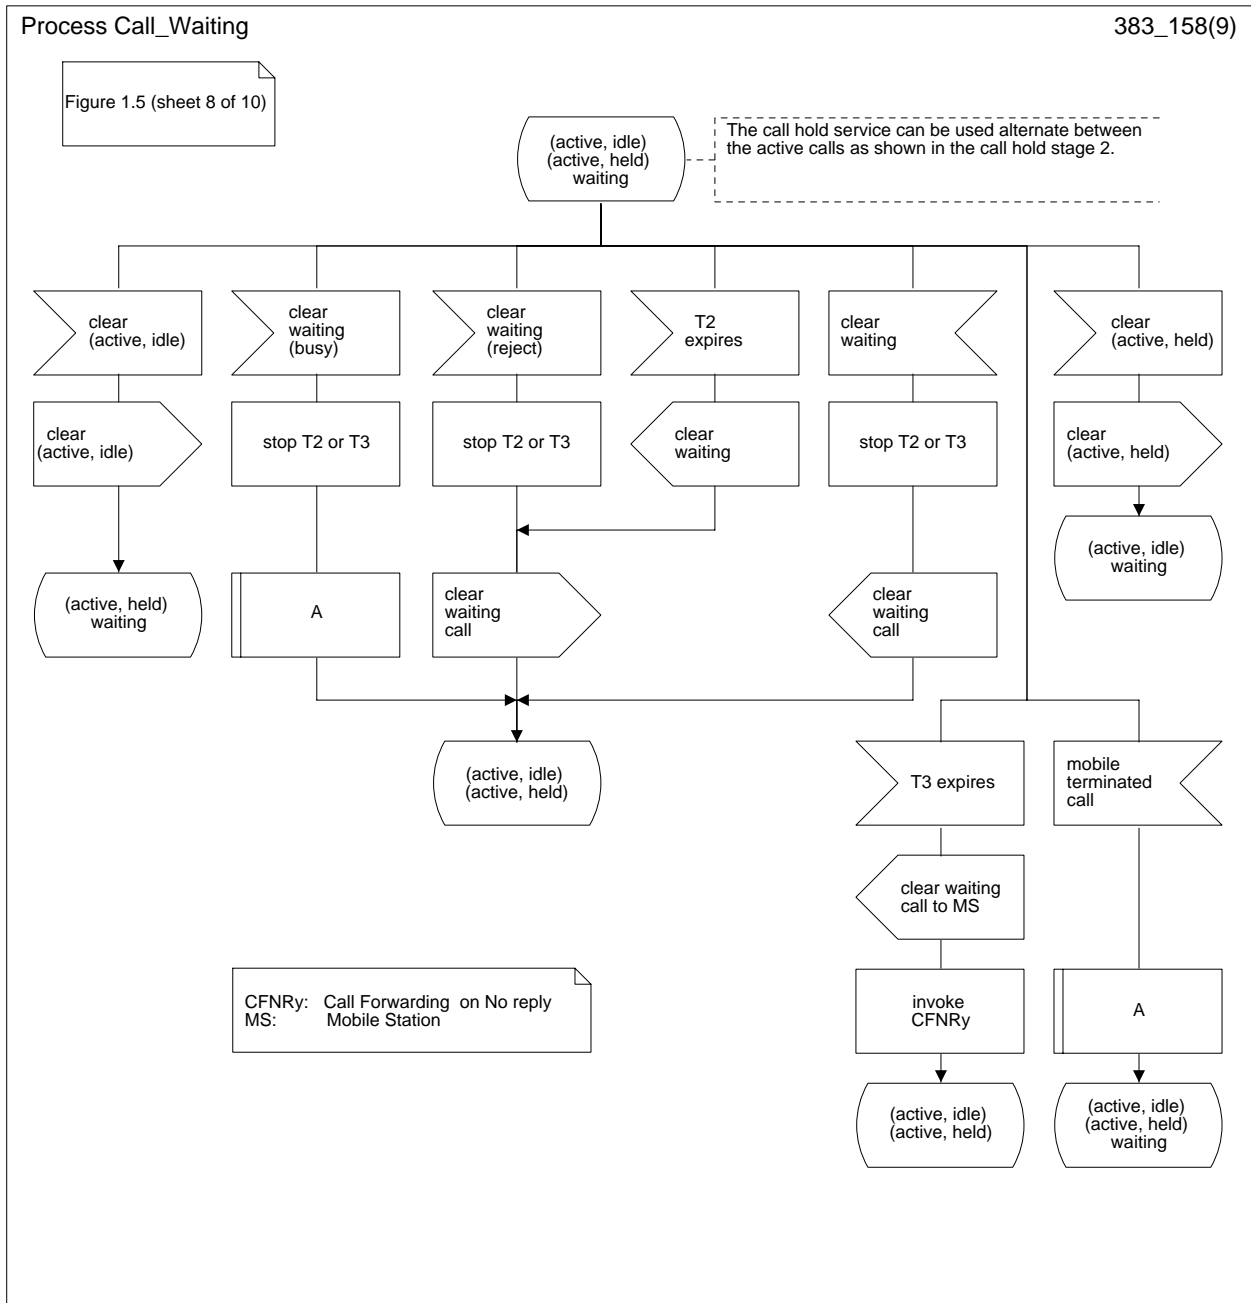 Process Call_Waiting
383_158(9)
Figure 1.5 (sheet 8 of 10)
(active, idle)
(active, held)
waiting
The call hold service can be used alternate between
the active calls as shown in the call hold stage 2.
clear
(active, idle)
clear
waiting
(busy)
clear
waiting
(reject)
T2
expires
clear
waiting
clear
(active, held)
clear
(active, idle)
stop T2 or T3
stop T2 or T3
clear
waiting
stop T2 or T3
clear
(active, held)
(active, idle)
waiting
(active, held)
waiting
A
clear
waiting
call
clear
waiting
call
(active, idle)
(active, held)
T3 expires
mobile
terminated
call
clear waiting
call to MS
CFNRy: Call Forwarding on No reply
MS: Mobile Station
invoke
CFNRy
A
(active, idle)
(active, held)
(active, idle)
(active, held)
waiting